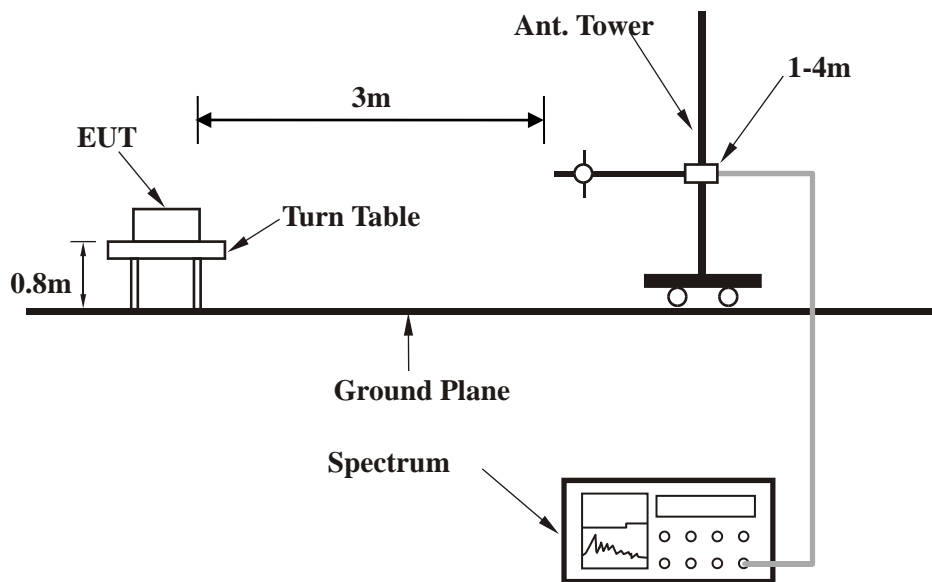 Ant. Tower
1-4m
3m
EUT
Turn Table
0.8m
Ground Plane
Spectrum